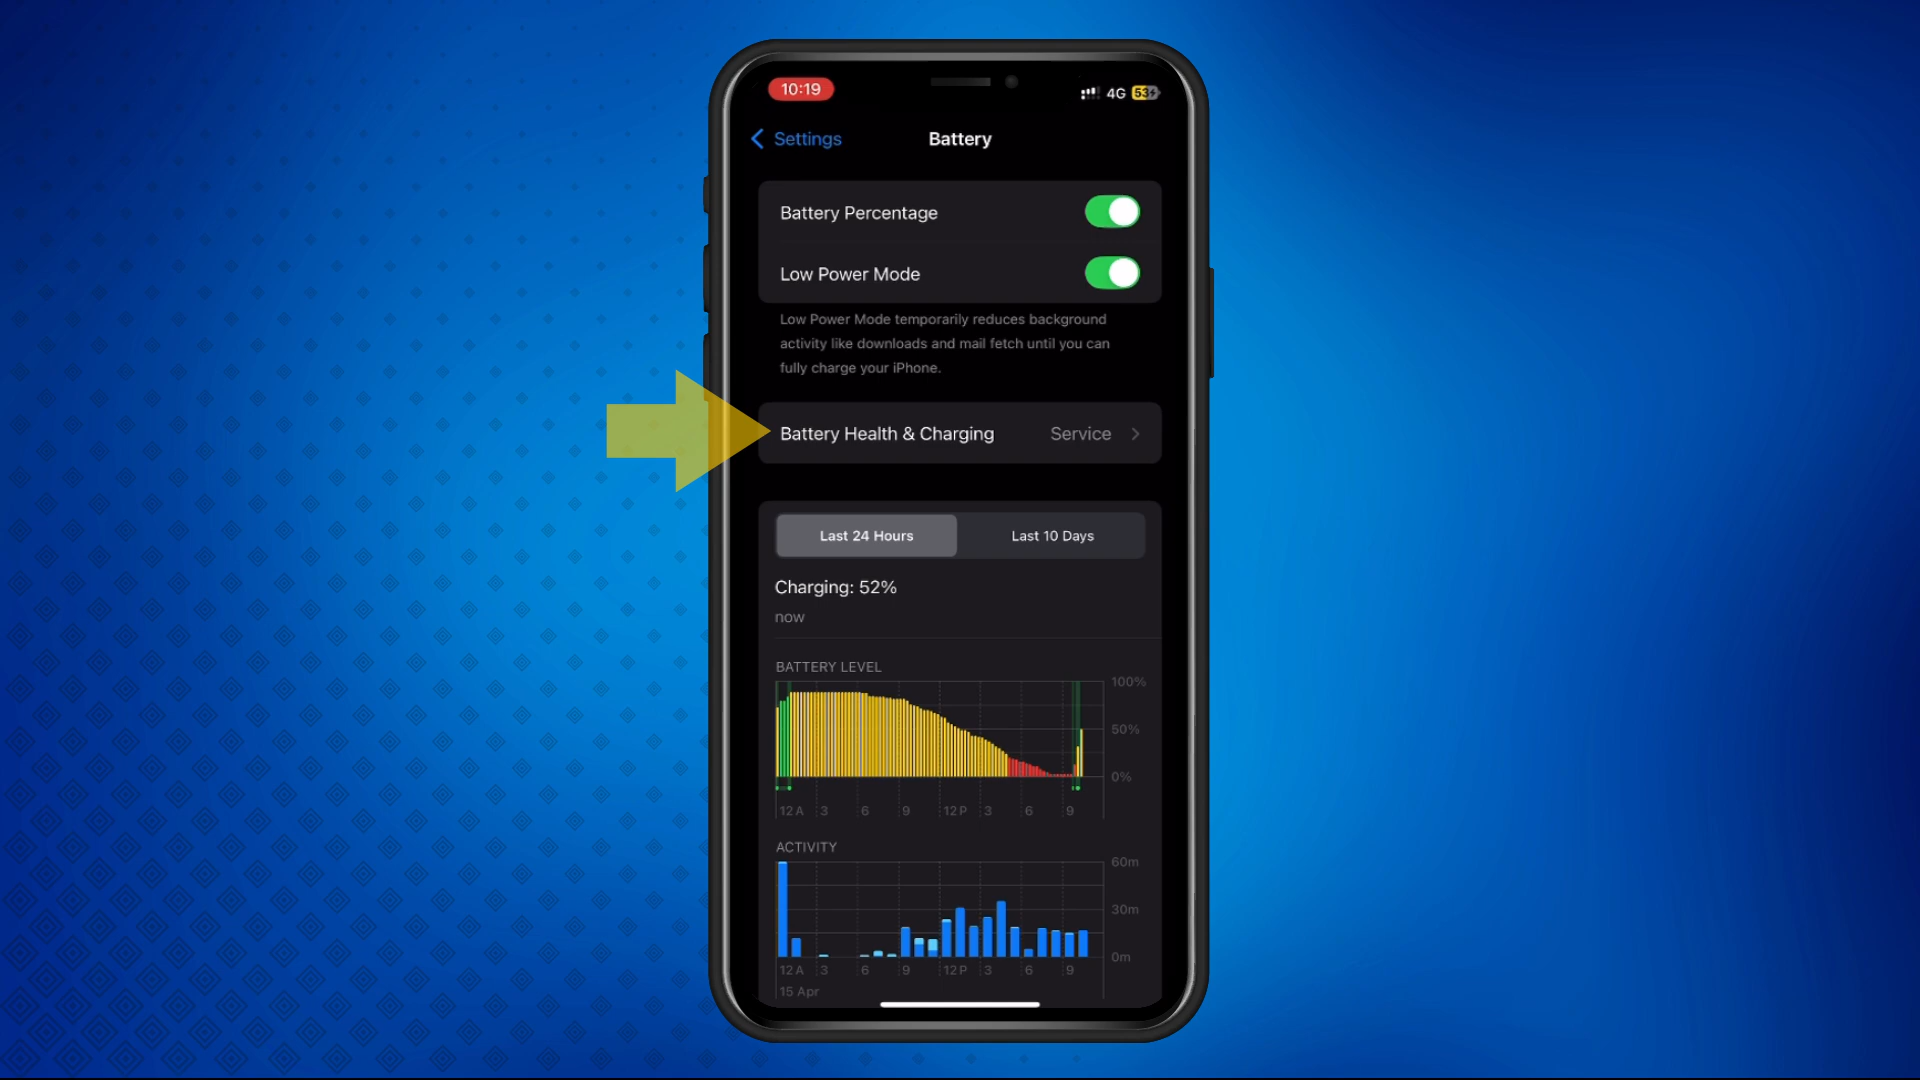 10:19
4G 53
Settings
Battery
Battery Percentage
Low Power Mode
Low Power Mode temporarily reduces background
activity like downloads and mail fetch until you can
fully charge your iPhone.
Battery Health & Charging Service
Last 24 Hours Last 10 Days
Charging: 52%
now
BATTERY LEVEL
100%
50%
0%
12 A 3 6 9 12 P 3 6 9
ACTIVITY
60m
30m
0m
12 A 3 6 9 12 P 3 6 9
15 Apr